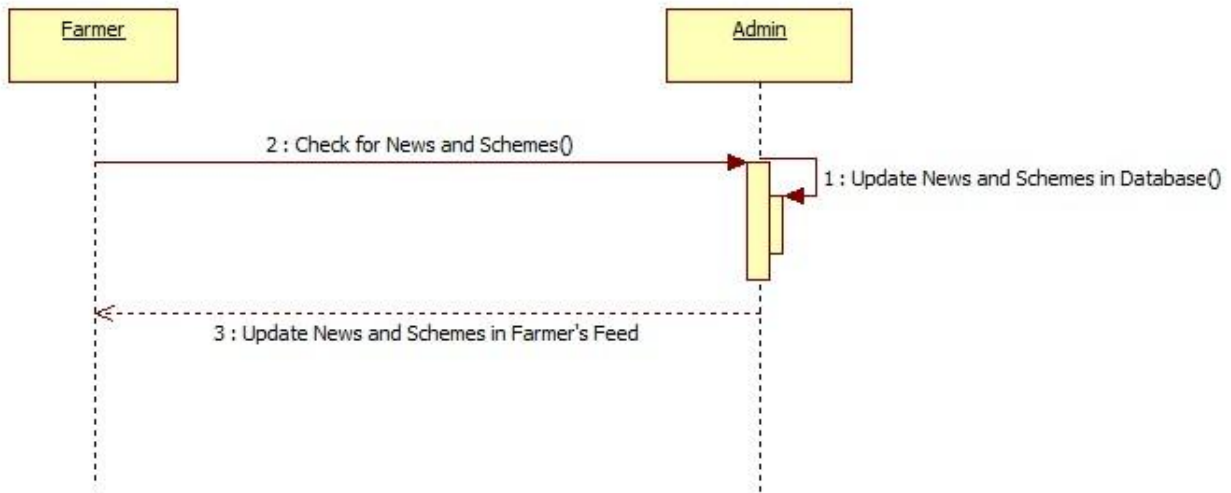 Farmer
Admin
2 : Check for News and Schemes()
1 : Update News and Schemes in Database()
3 : Update News and Schemes in Farmer's Feed